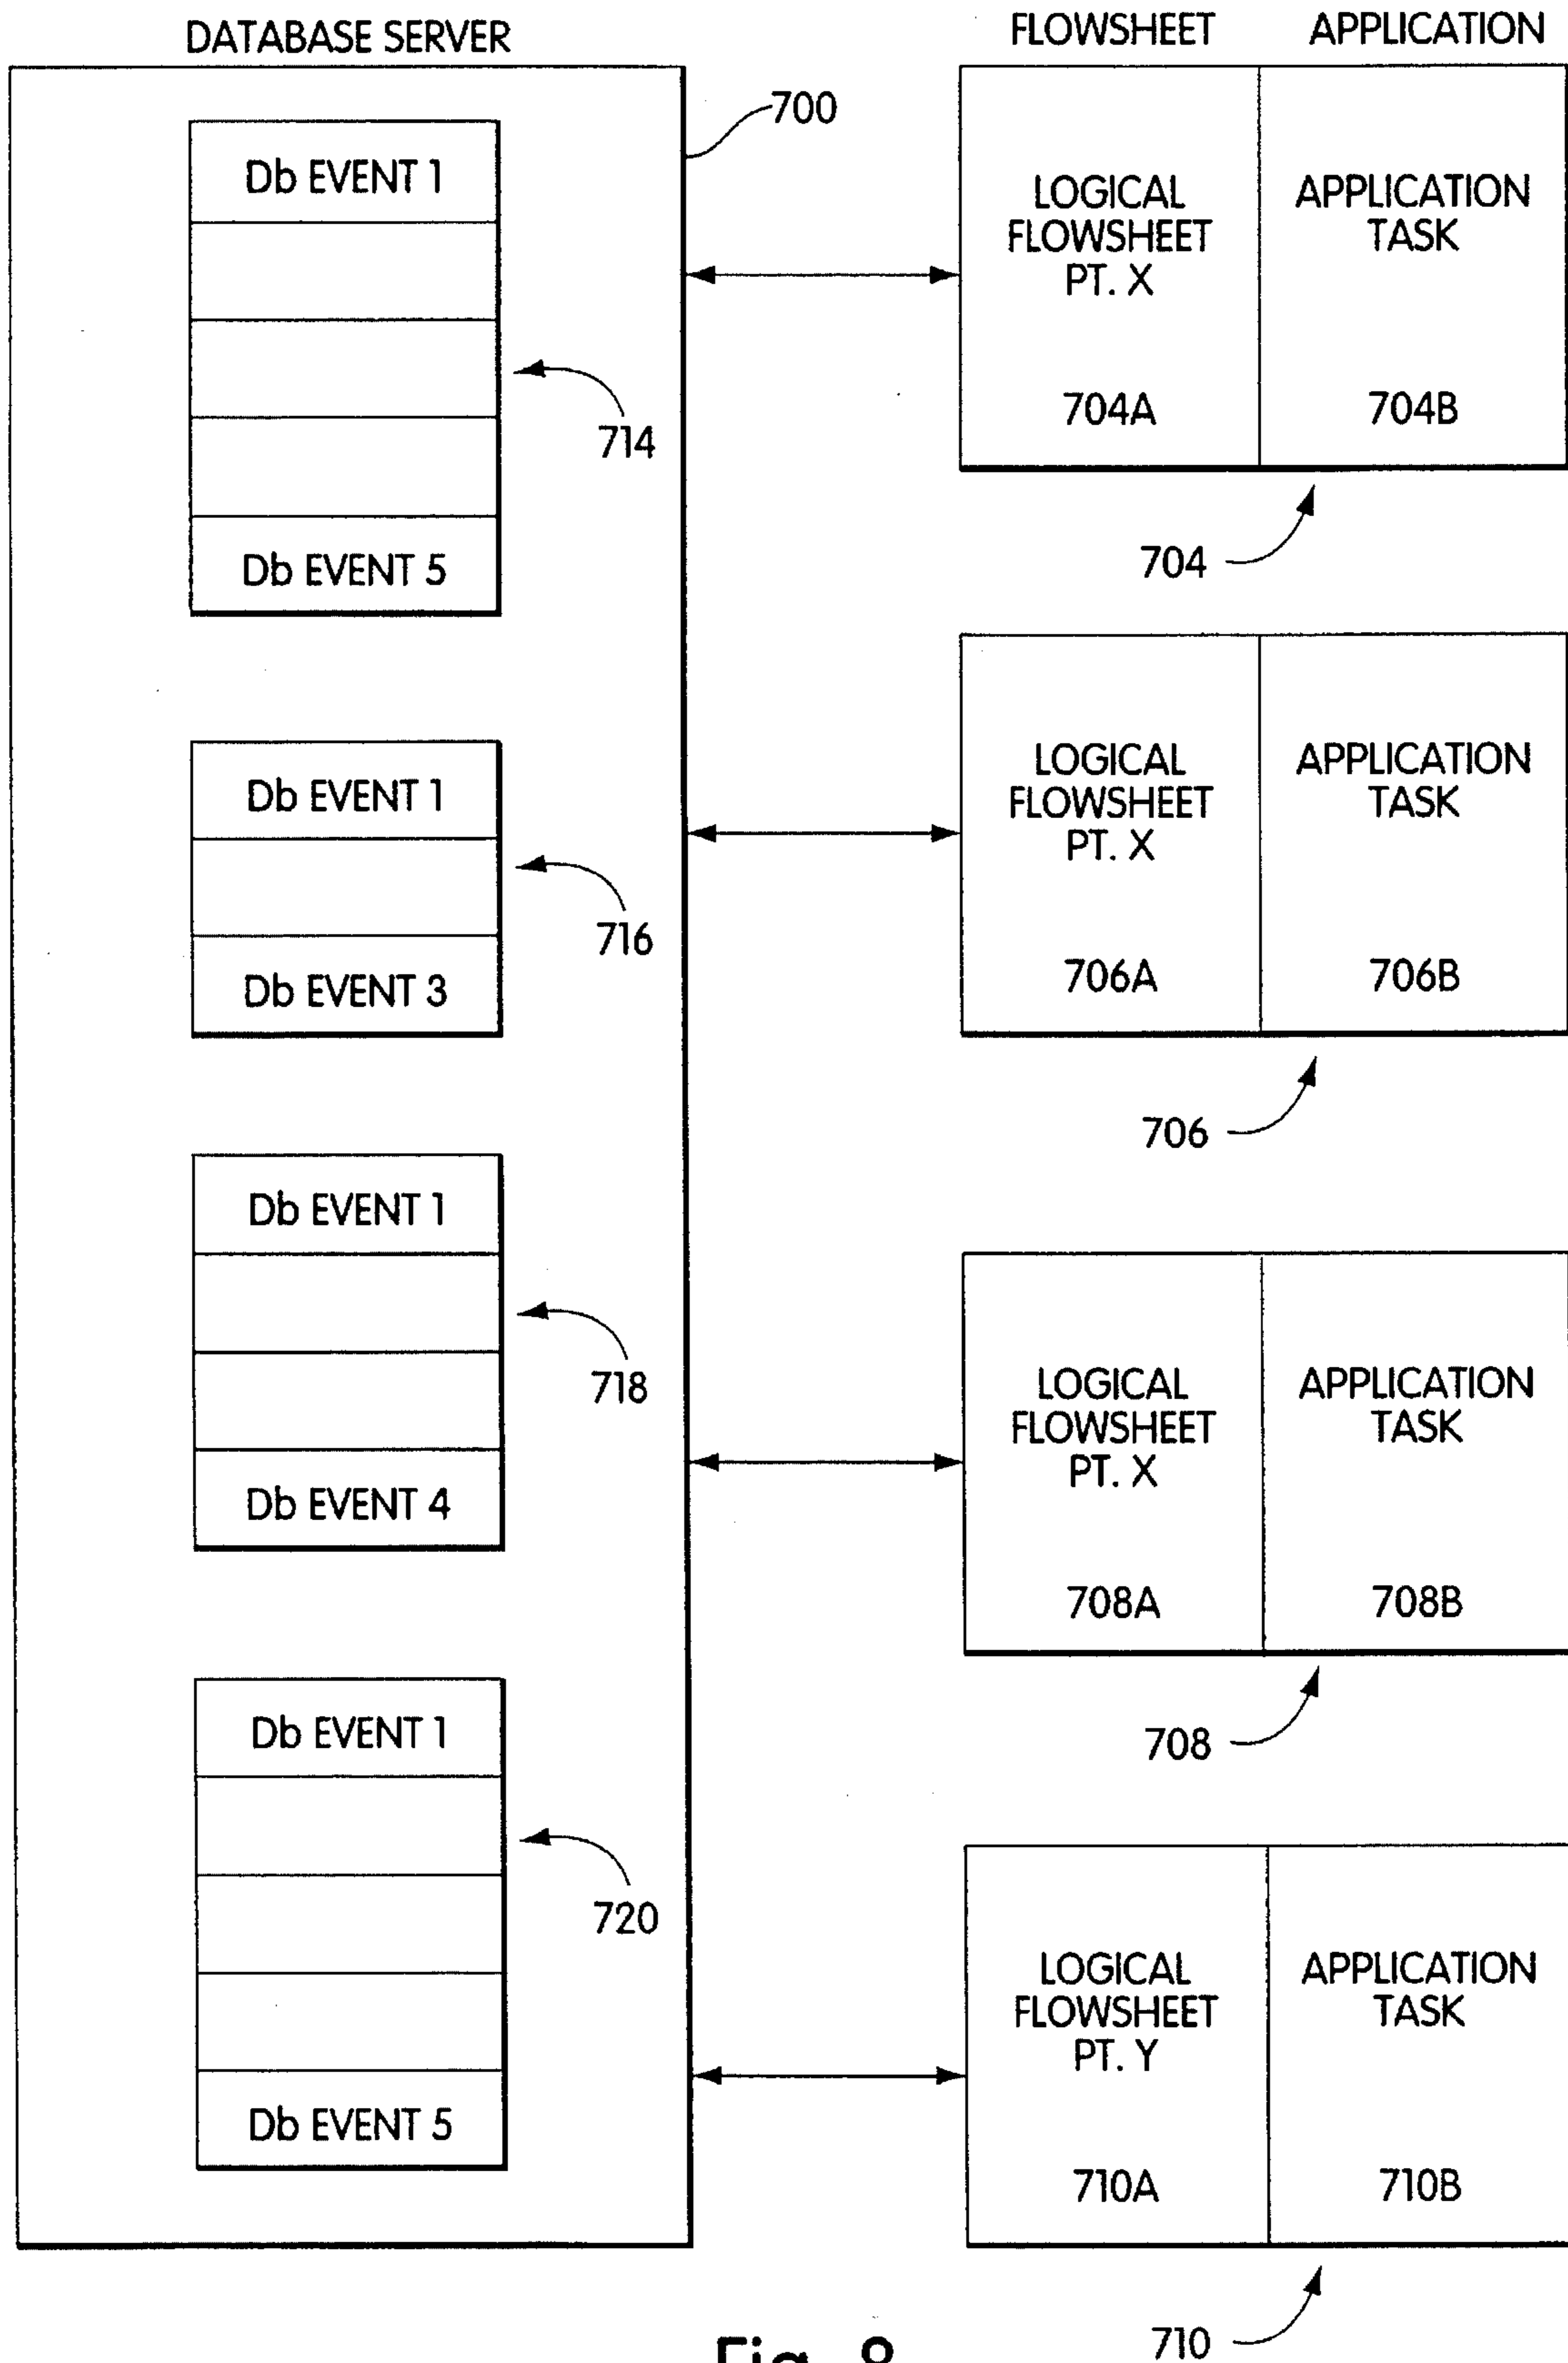 DATABASE SERVER
700
Db EVENT 1
Db EVENT 5
714
Db EVENT 1
Db EVENT 3
716
Db EVENT 1
Db EVENT 4
718
Db EVENT 1
Db EVENT 5
720
FLOWSHEET APPLICATION
LOGICAL
FLOWSHEET
PT. X
704A
APPLICATION
TASK
704B
704
LOGICAL
FLOWSHEET
PT. X
706A
APPLICATION
TASK
706B
706
LOGICAL
FLOWSHEET
PT. X
708A
APPLICATION
TASK
708B
708
LOGICAL
FLOWSHEET
PT. Y
710A
APPLICATION
TASK
710B
710
Fig. 8